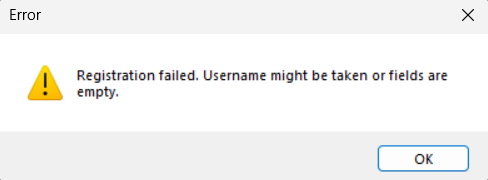 Error
Registration failed. Username might be taken or fields are
empty.
OK